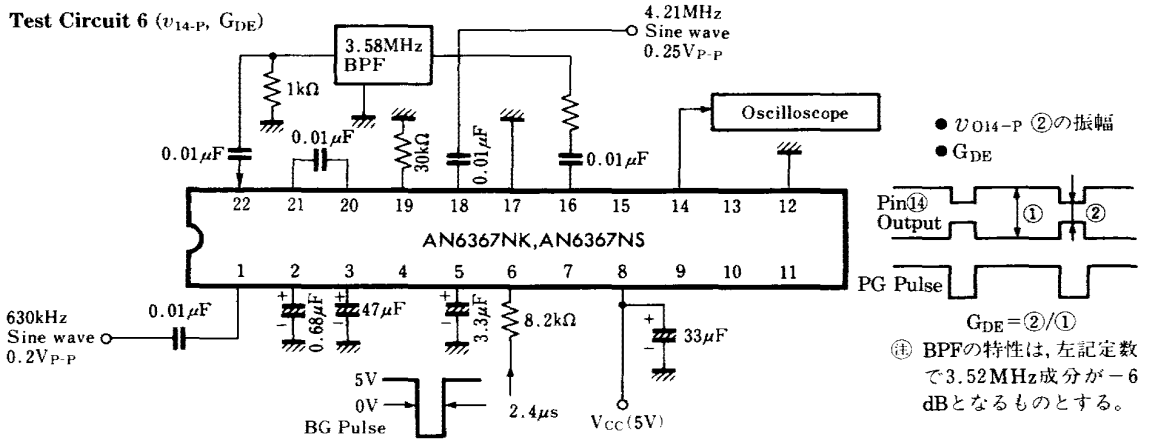 Test Circuit 6 (v14-P, GDE)
4.21MHz
Sine wave
0.25VP-P
3.58MHz
BPF
1kΩ
0.01μF
0.01μF
30kΩ
0.01μF
0.01μF
Oscilloscope
● vO14-P ②の振幅
● GDE
22 21 20 19 18 17 16 15 14 13 12
AN6367NK,AN6367NS
1 2 3 4 5 6 7 8 9 10 11
Pin⑭
Output
① ②
PG Pulse
GDE=②/①
㊟ BPFの特性は,左記定数
で3.52MHz成分が−6
dBとなるものとする。
630kHz
Sine wave
0.2VP-P
0.01μF
+
−
0.68μF
+
−
47μF
+
−
3.3μF
8.2kΩ
+
−
33μF
5V
0V
2.4μs
BG Pulse
VCC(5V)